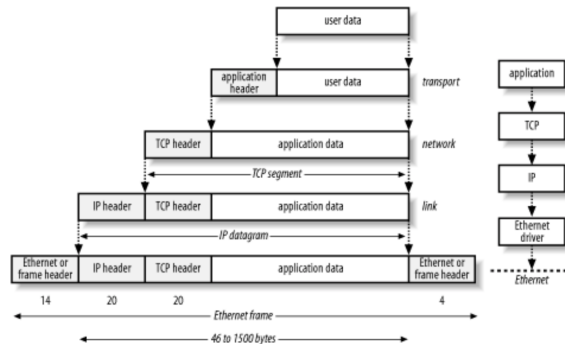 user data
application
header
user data
transport
application
TCP header
application data
network
TCP
TCP segment
IP header
TCP header
application data
link
IP
IP datagram
Ethernet
driver
Ethernet or
frame header
IP header
TCP header
application data
Ethernet or
frame header
Ethernet
14
20
20
4
Ethernet frame
46 to 1500 bytes